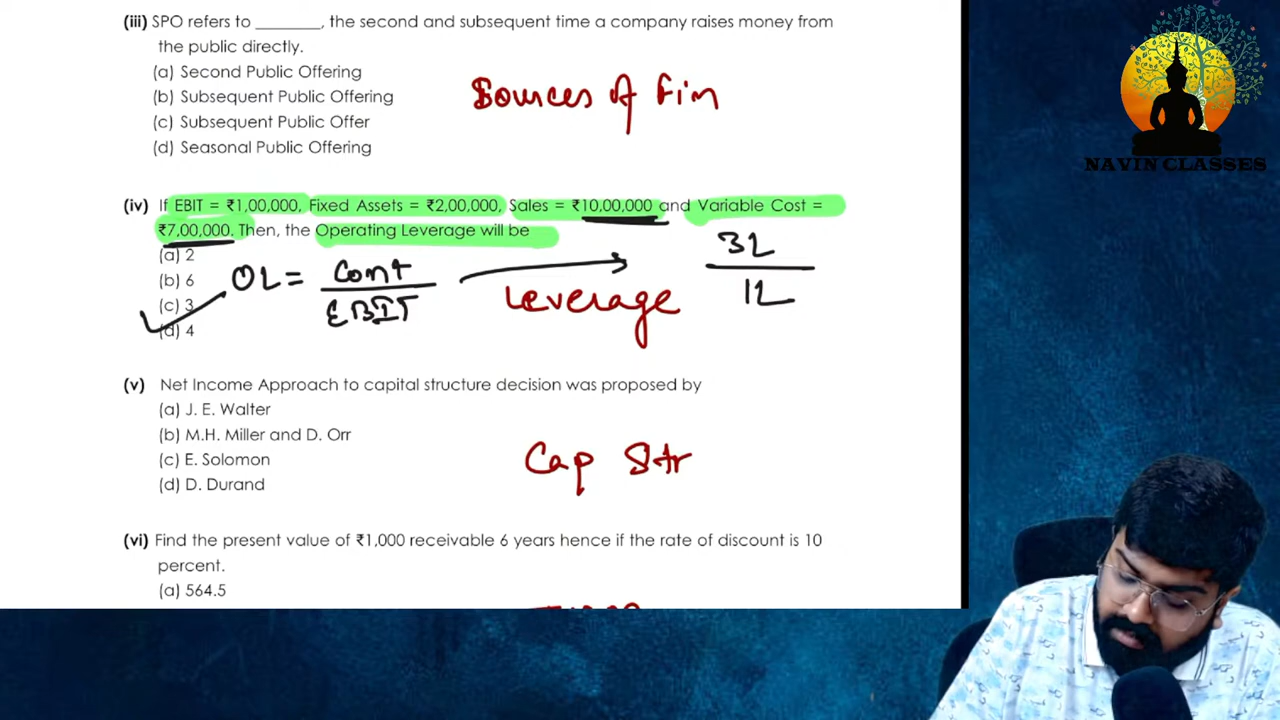 (iii) SPO refers to _______, the second and subsequent time a company raises money from
the public directly.
(a) Second Public Offering
(b) Subsequent Public Offering
(c) Subsequent Public Offer
(d) Seasonal Public Offering
Sources of Fin
NAVIN CLASSES
(iv) If EBIT = ₹1,00,000, Fixed Assets = ₹2,00,000, Sales = ₹10,00,000 and Variable Cost =
₹7,00,000. Then, the Operating Leverage will be
(a) 2
(b) 6
(c) 3
(d) 4
OL = Cont
EBIT
Leverage
3L
1L
(v) Net Income Approach to capital structure decision was proposed by
(a) J. E. Walter
(b) M.H. Miller and D. Orr
(c) E. Solomon
(d) D. Durand
Cap Str
(vi) Find the present value of ₹1,000 receivable 6 years hence if the rate of discount is 10
percent.
(a) 564.5